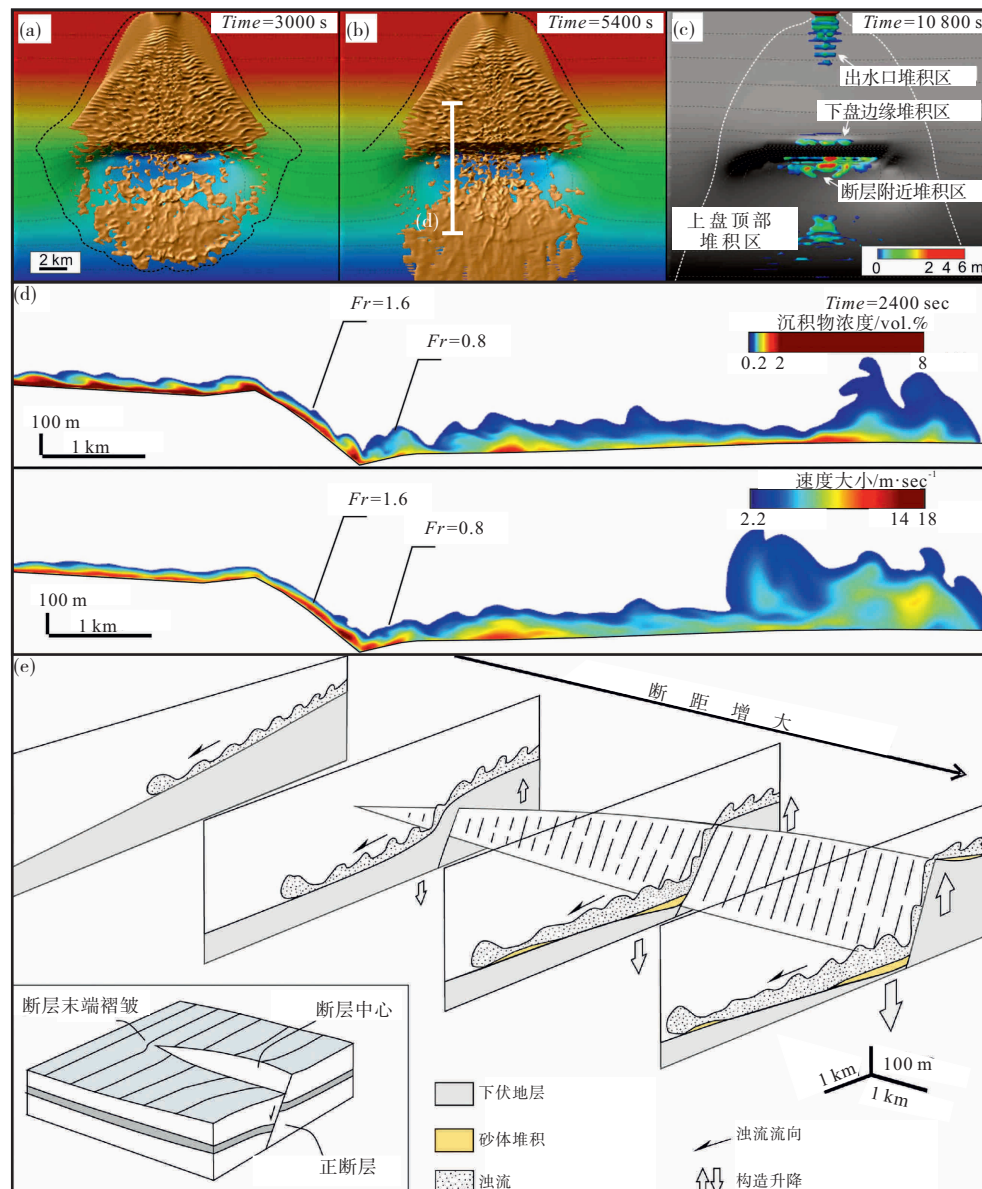 (a)
Time=3000 s
2 km
(b)
Time=5400 s
(d)
(c)
Time=10 800 s
出水口堆积区
下盘边缘堆积区
断层附近堆积区
上盘顶部
堆积区
0 2 4 6 m
(d)
Fr=1.6
Fr=0.8
Time=2400 sec
沉积物浓度/vol.%
0.2 2 8
100 m
1 km
Fr=1.6
Fr=0.8
速度大小/m·sec⁻¹
2.2 14 18
100 m
1 km
(e)
断距增大
断层末端褶皱
断层中心
正断层
下伏地层
砂体堆积
浊流
浊流流向
构造升降
1 km
100 m
1 km